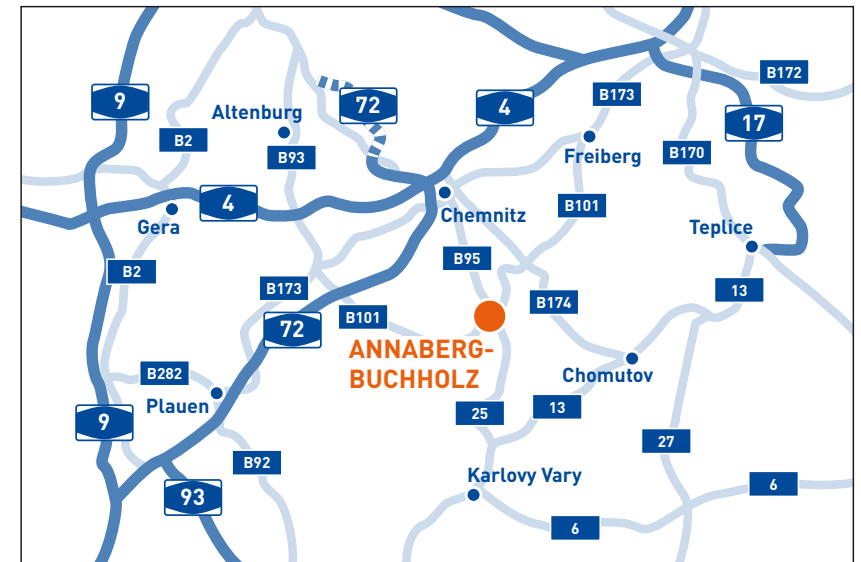 B172
9
72
4
B173
Altenburg
17
B2
B93
Freiberg
B170
4
B101
Gera
Chemnitz
Teplice
B95
B2
B173
13
B101
B174
72
ANNABERG-
BUCHHOLZ
B282
Chomutov
Plauen
25
13
9
27
B92
Karlovy Vary
93
6
6